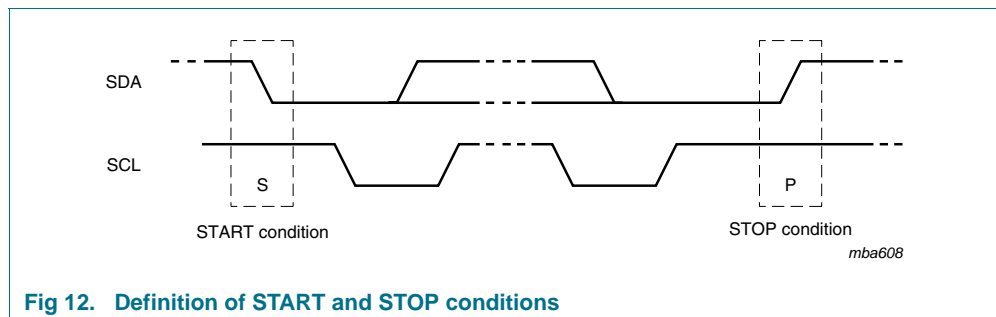 SDA
SCL
S
P
START condition
STOP condition
mba608
Fig 12. Definition of START and STOP conditions